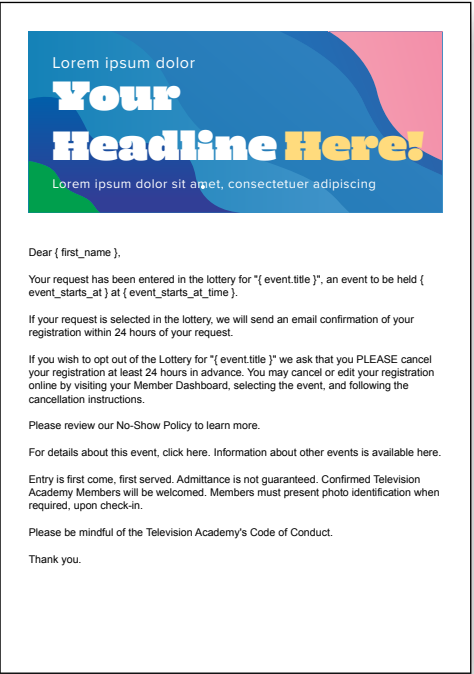 Lorem ipsum dolor
Your
Headline Here!
Lorem ipsum dolor sit amet, consectetuer adipiscing
Dear { first_name },
Your request has been entered in the lottery for "{ event.title }", an event to be held {
event_starts_at } at { event_starts_at_time }.
If your request is selected in the lottery, we will send an email confirmation of your
registration within 24 hours of your request.
If you wish to opt out of the Lottery for "{ event.title }" we ask that you PLEASE cancel
your registration at least 24 hours in advance. You may cancel or edit your registration
online by visiting your Member Dashboard, selecting the event, and following the
cancellation instructions.
Please review our No-Show Policy to learn more.
For details about this event, click here. Information about other events is available here.
Entry is first come, first served. Admittance is not guaranteed. Confirmed Television
Academy Members will be welcomed. Members must present photo identification when
required, upon check-in.
Please be mindful of the Television Academy's Code of Conduct.
Thank you.